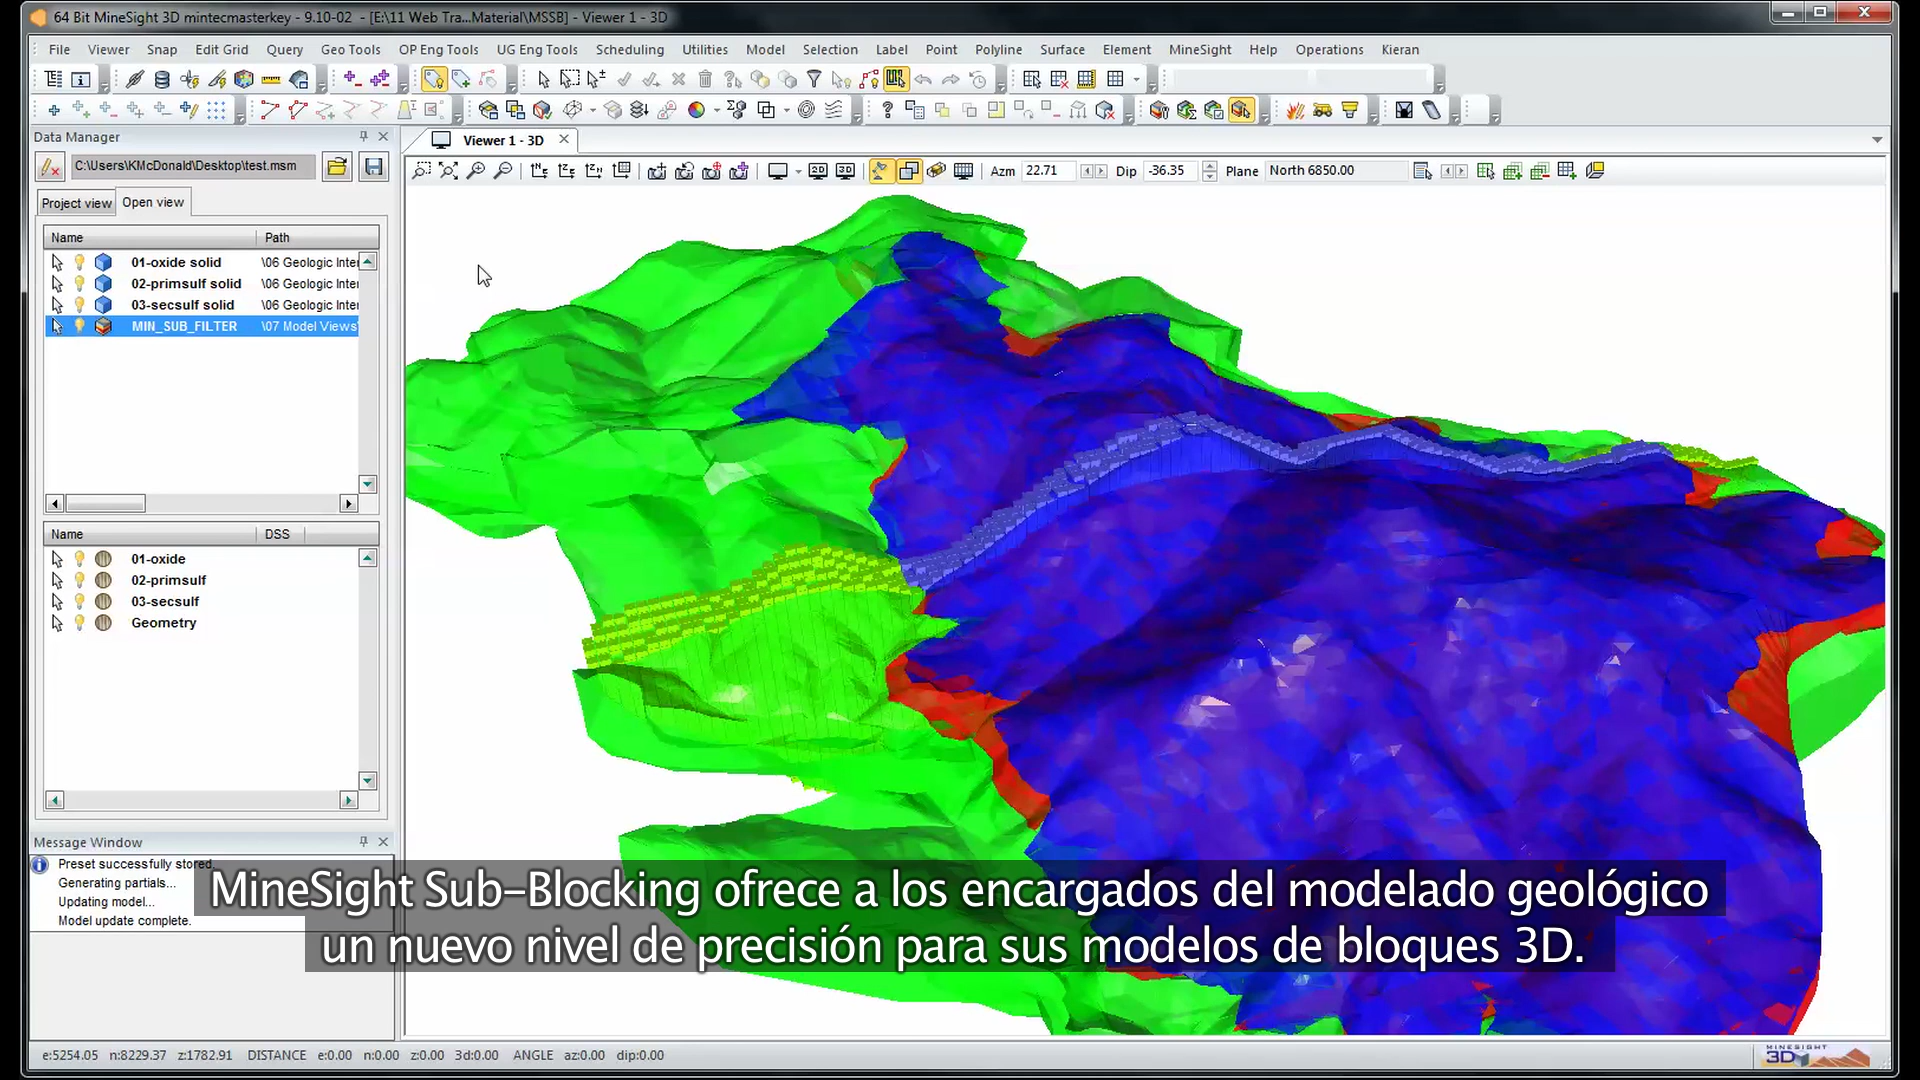 64 Bit MineSight 3D mintecmasterkey - 9.10-02 - [E:\11 Web Tra...Material\MSSB] - Viewer 1 - 3D
File Viewer Snap Edit Grid Query Geo Tools OP Eng Tools UG Eng Tools Scheduling Utilities Model Selection Label Point Polyline Surface Element MineSight Help Operations Kieran
Data Manager
Viewer 1 - 3D
C:\Users\KMcDonald\Desktop\test.msm
2D 3D Azm 22.71 Dip -36.35 Plane North 6850.00
Project view Open view
Name Path
01-oxide solid \06 Geologic Inter
02-primsulf solid \06 Geologic Inter
03-secsulf solid \06 Geologic Inter
MIN_SUB_FILTER \07 Model Views\
Name DSS
01-oxide
02-primsulf
03-secsulf
Geometry
Message Window
Preset successfully stored.
Generating partials...
Updating model...
Model update complete.
MineSight Sub-Blocking ofrece a los encargados del modelado geológico
un nuevo nivel de precisión para sus modelos de bloques 3D.
e:5254.05 n:8229.37 z:1782.91 DISTANCE e:0.00 n:0.00 z:0.00 3d:0.00 ANGLE az:0.00 dip:0.00
MINESIGHT
3D